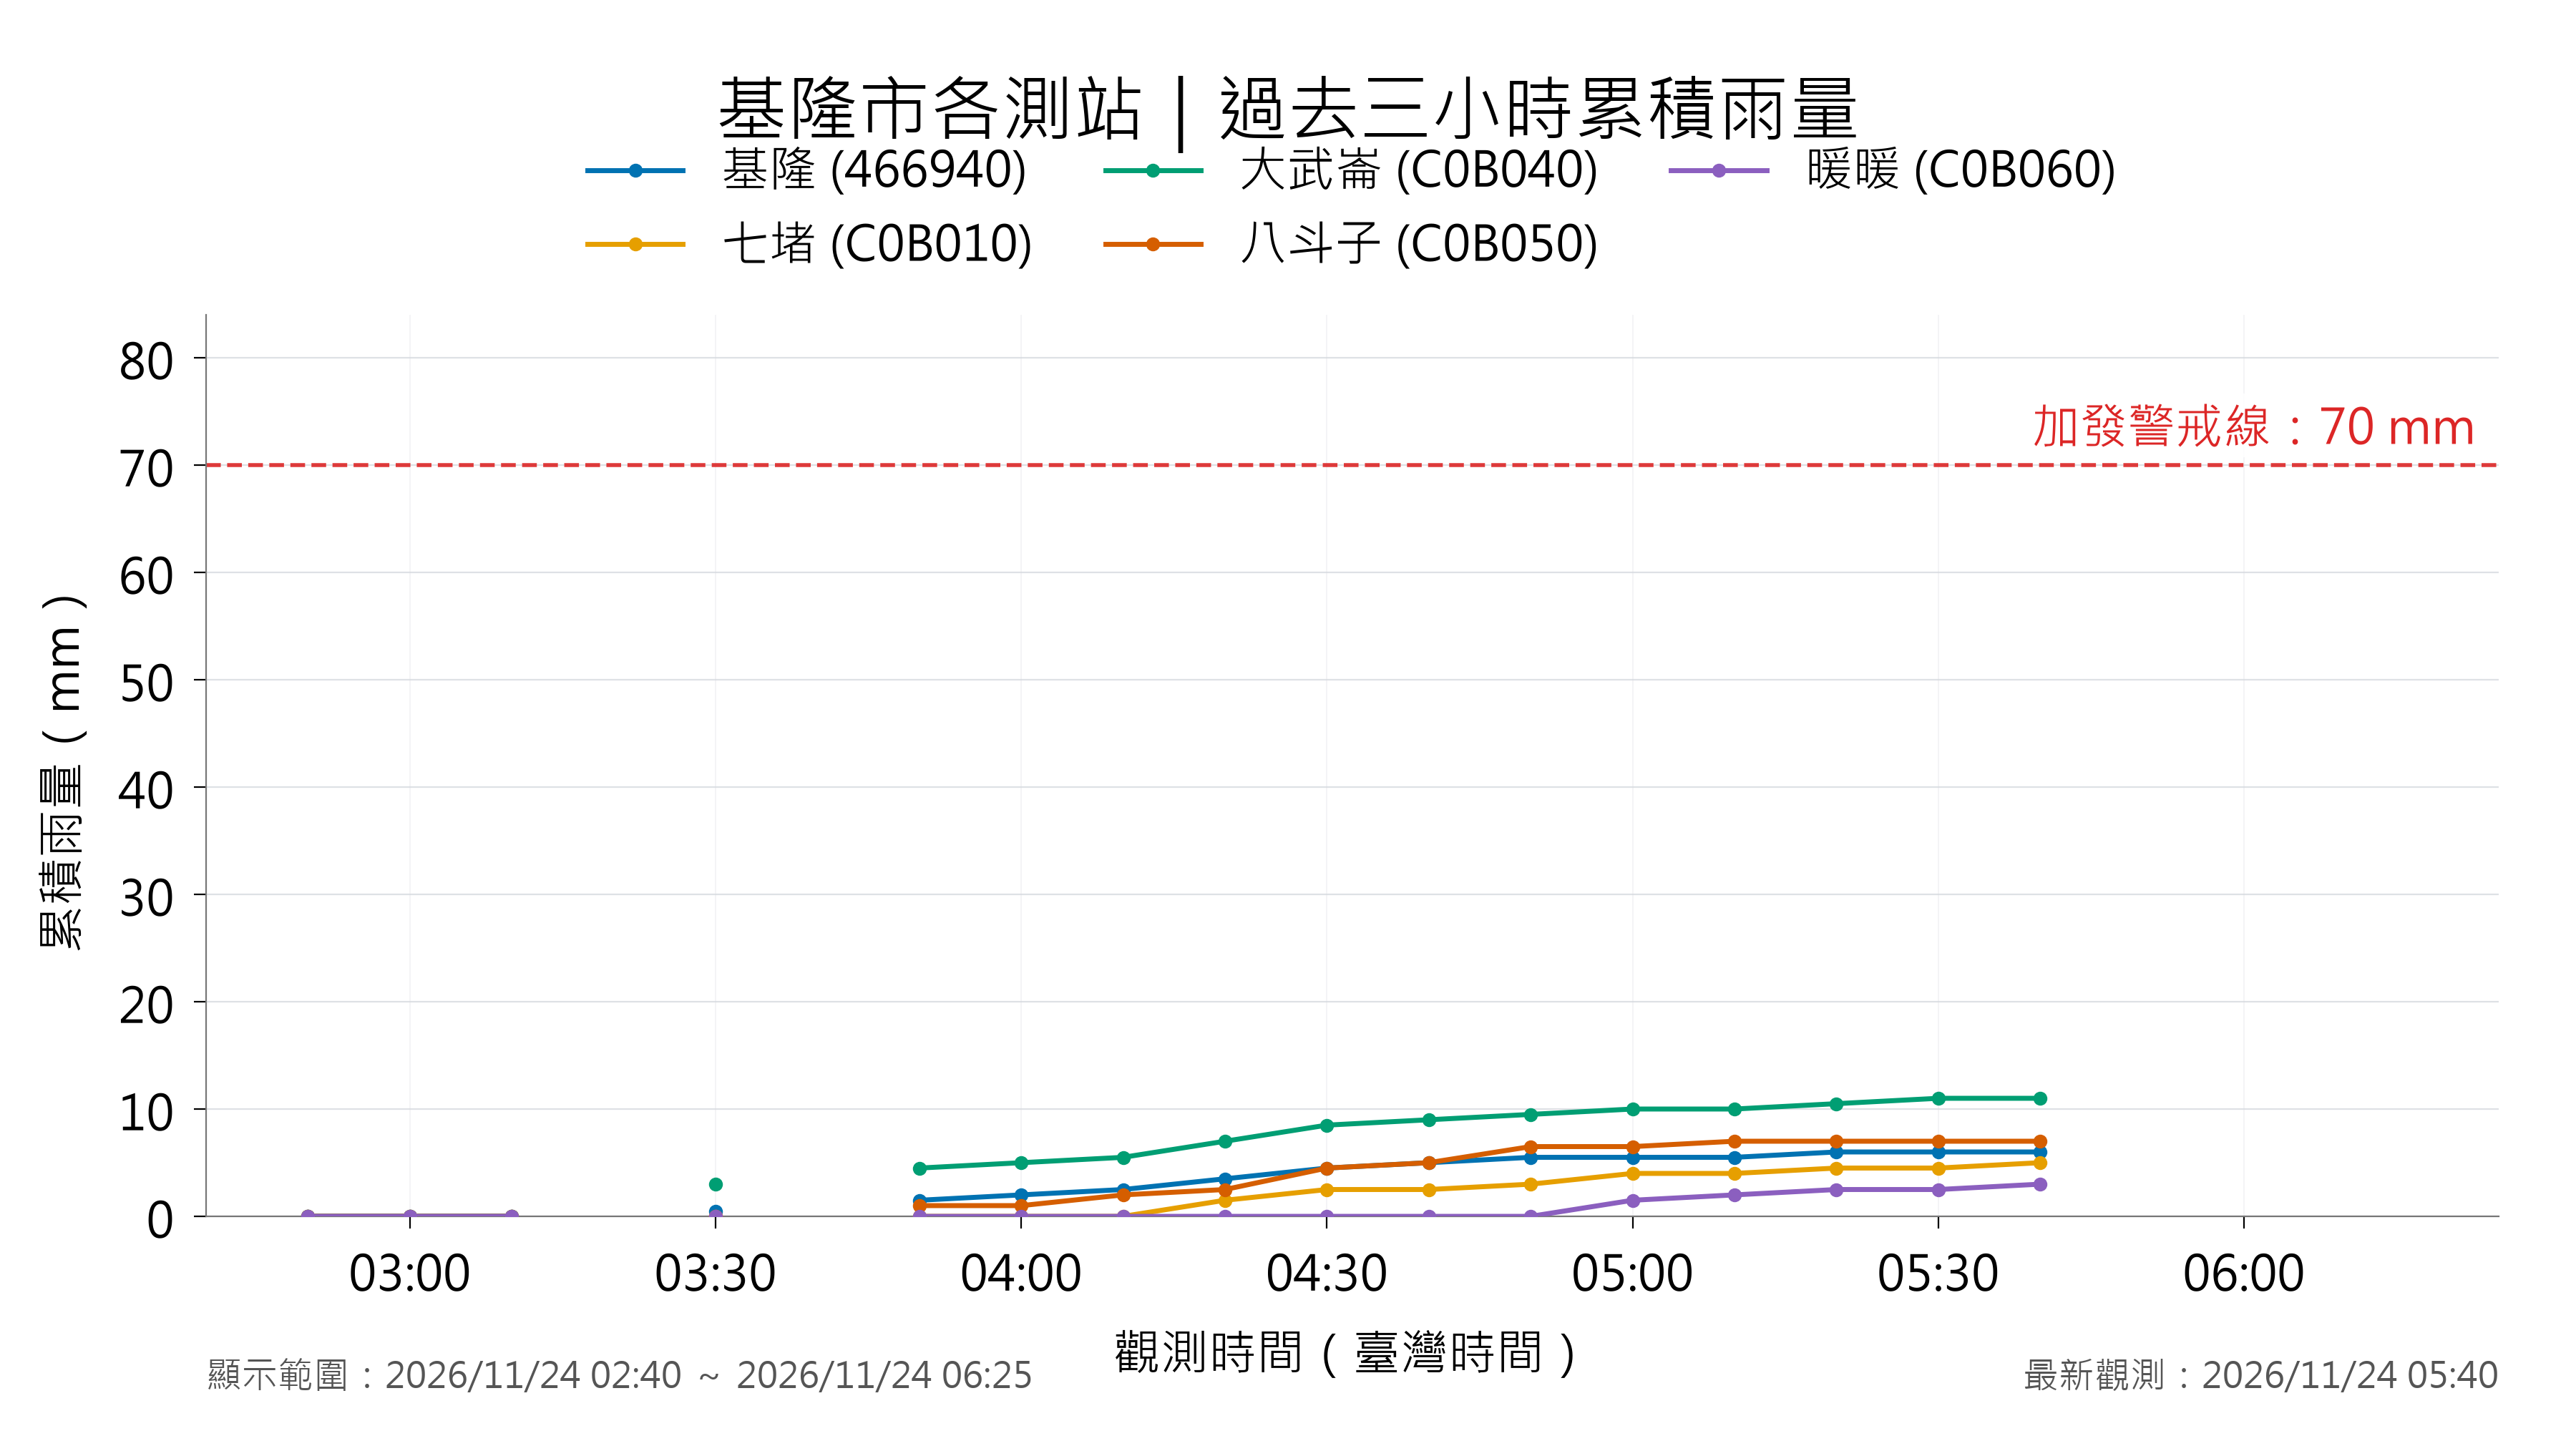 基隆市各測站｜過去三小時累積雨量
基隆 (466940)
大武崙 (C0B040)
暖暖 (C0B060)
七堵 (C0B010)
八斗子 (C0B050)
80
加發警戒線：70 mm
70
60
50
40
30
20
10
0
累積雨量（mm）
03:00
03:30
04:00
04:30
05:00
05:30
06:00
觀測時間（臺灣時間）
顯示範圍：2026/11/24 02:40 ~ 2026/11/24 06:25
最新觀測：2026/11/24 05:40